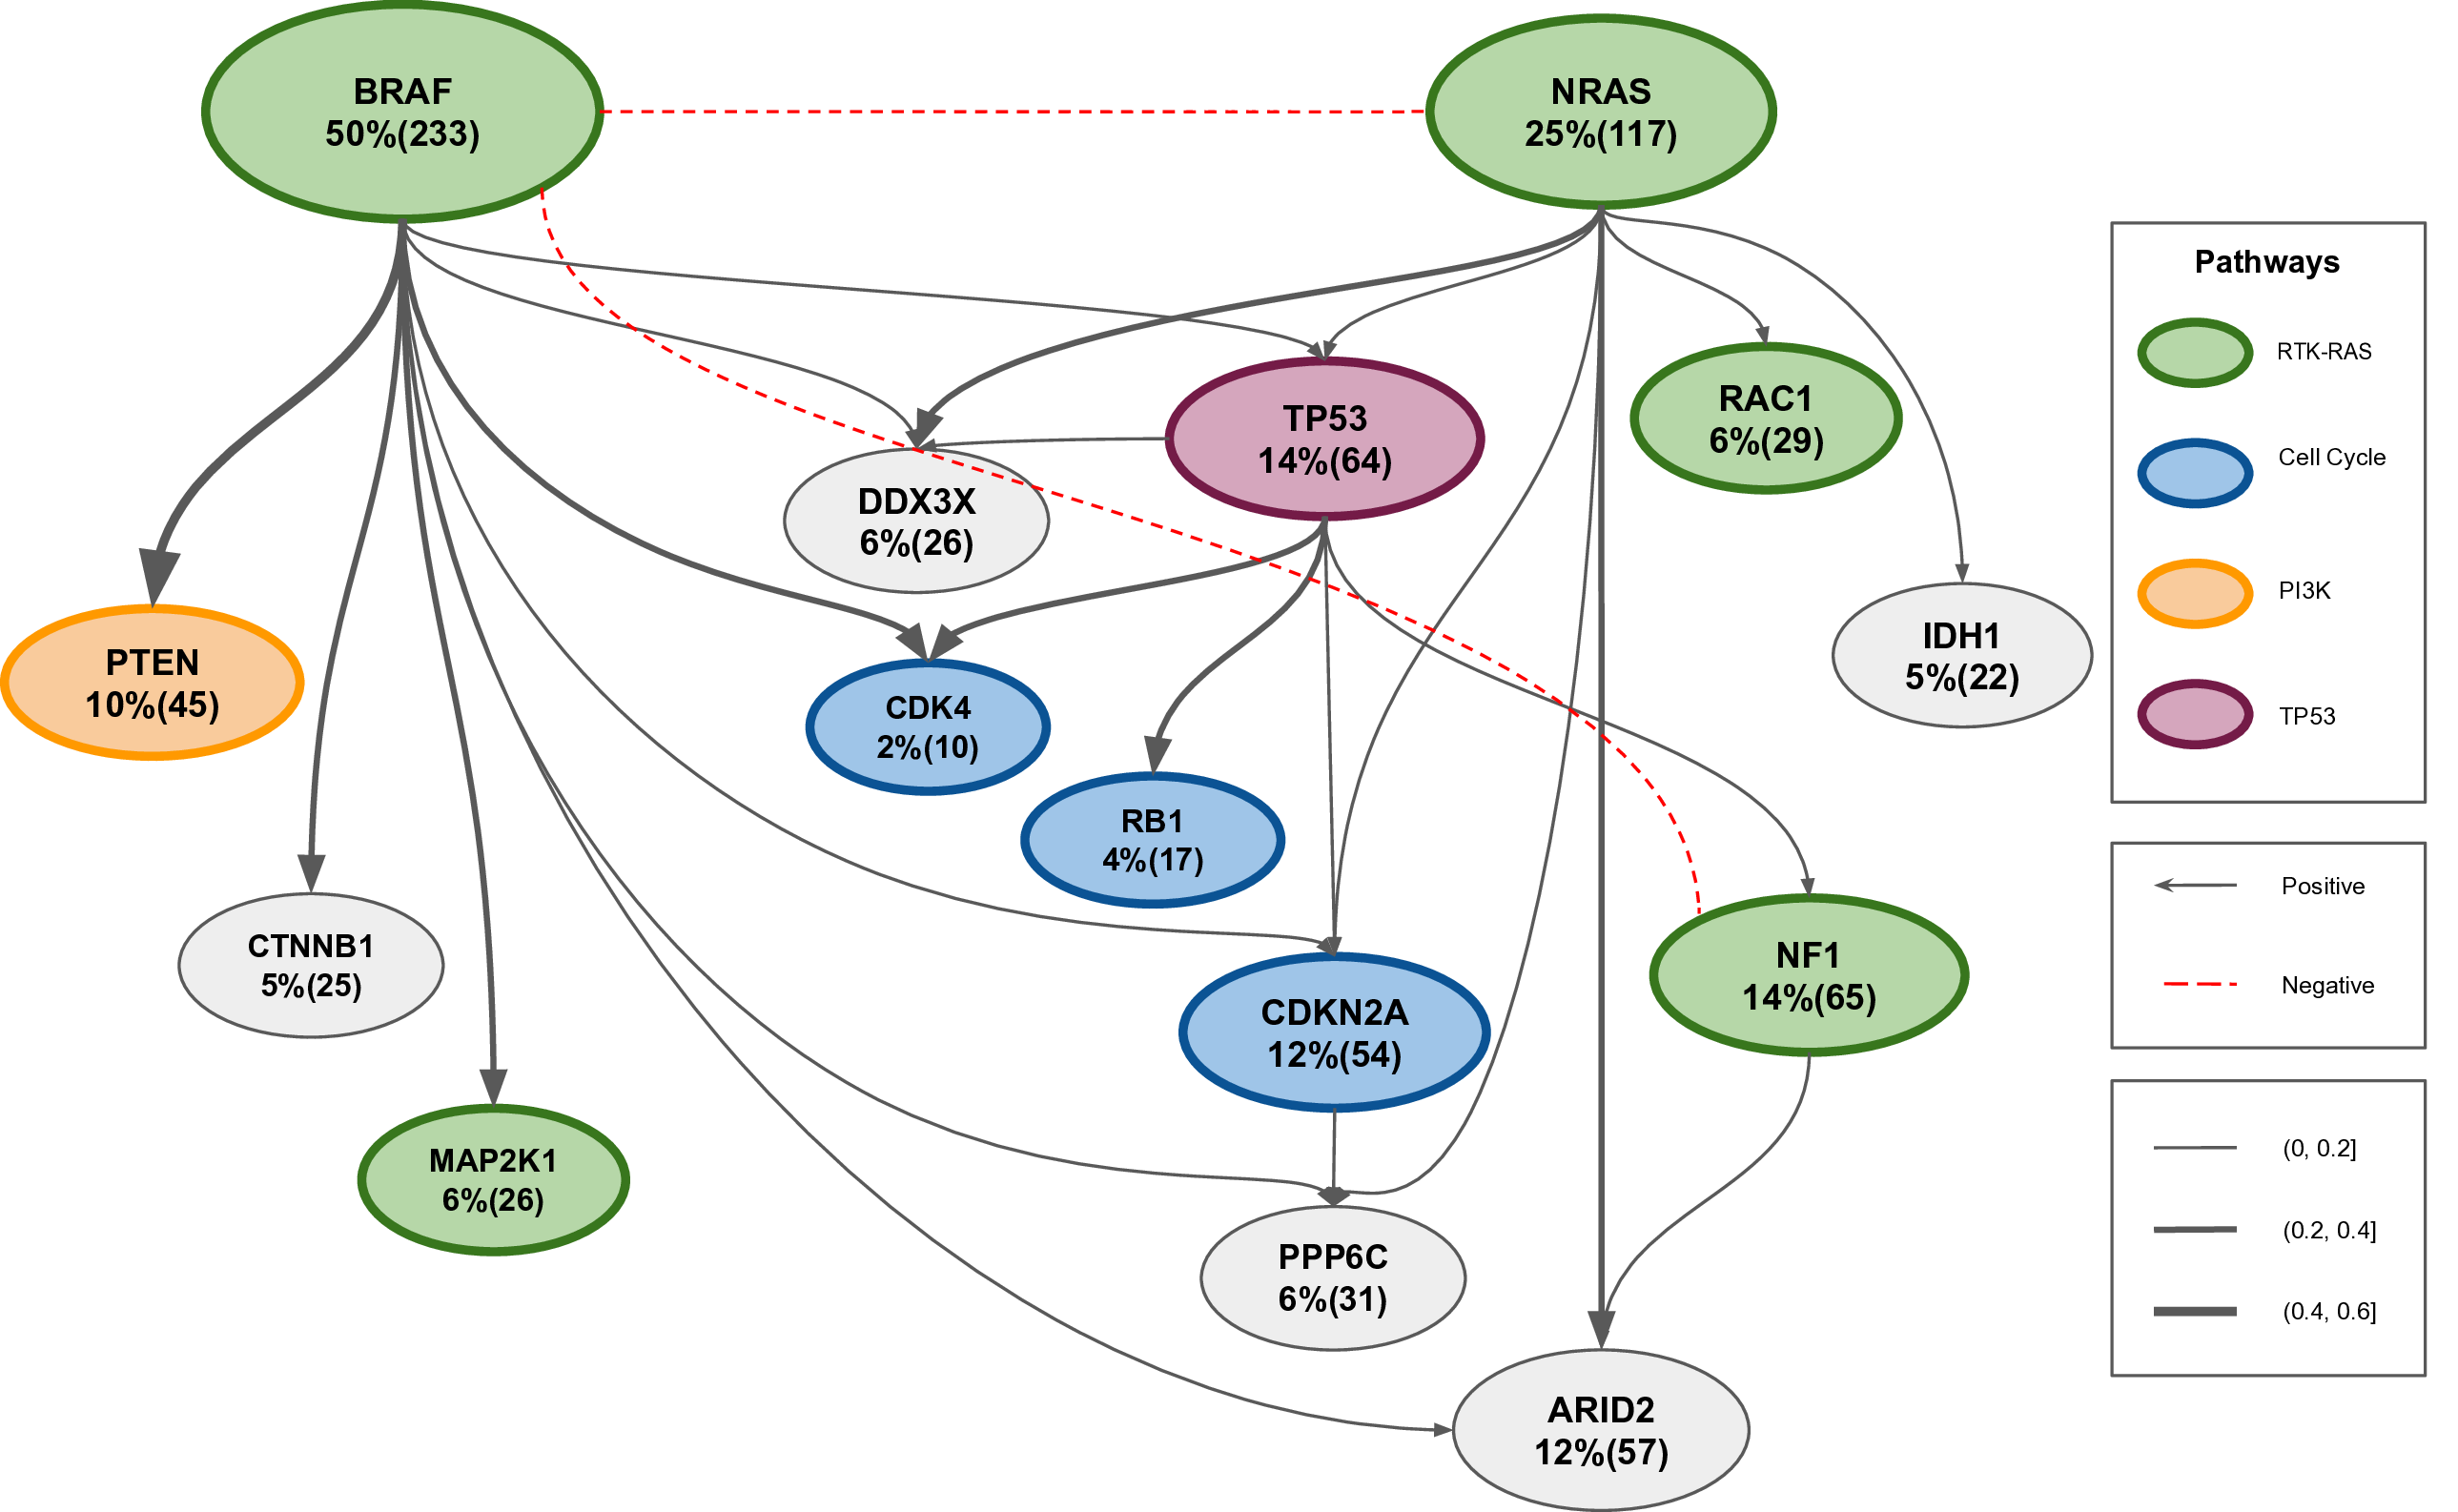 BRAF
50%(233)
NRAS
25%(117)
TP53
14%(64)
RAC1
6%(29)
DDX3X
6%(26)
IDH1
5%(22)
PTEN
10%(45)
CDK4
2%(10)
RB1
4%(17)
CTNNB1
5%(25)
NF1
14%(65)
CDKN2A
12%(54)
MAP2K1
6%(26)
PPP6C
6%(31)
ARID2
12%(57)
Pathways
RTK-RAS
Cell Cycle
PI3K
TP53
Positive
Negative
(0, 0.2]
(0.2, 0.4]
(0.4, 0.6]